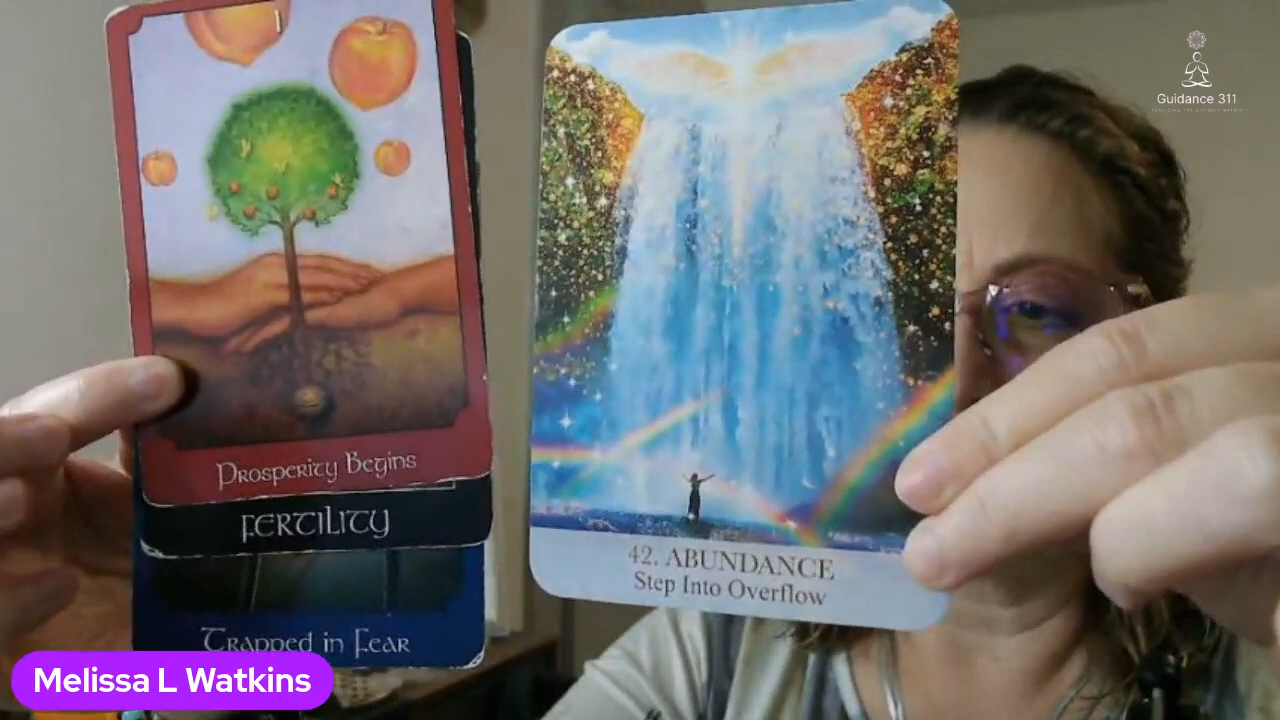 Prosperity Begins
FERTILITY
Trapped in Fear
42. ABUNDANCE
Step Into Overflow
Guidance 311
Melissa L Watkins